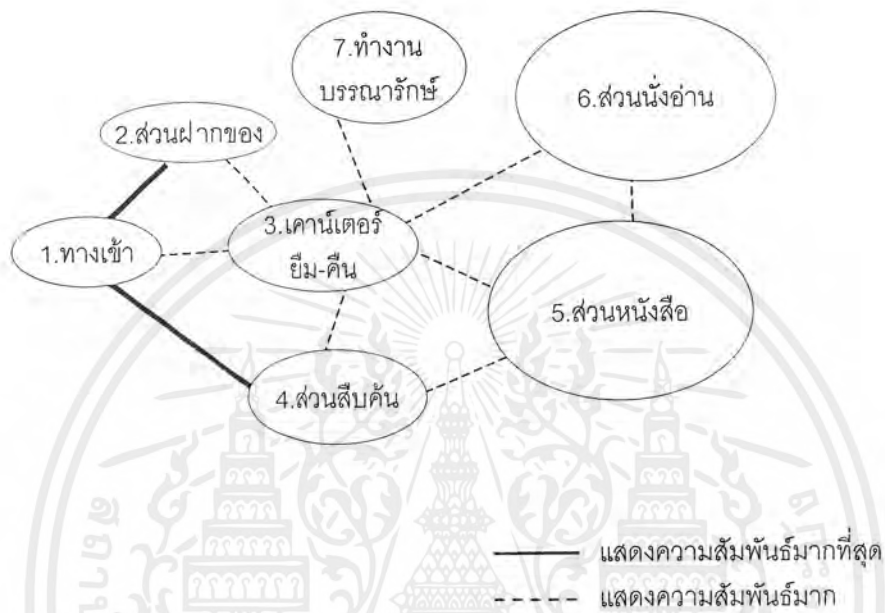 7.ทำงาน
บรรณารักษ์
6.ส่วนนั่งอ่าน
2.ส่วนฝากของ
3.เคาน์เตอร์
ยืม-คืน
1.ทางเข้า
5.ส่วนหนังสือ
4.ส่วนสืบค้น
แสดงความสัมพันธ์มากที่สุด
แสดงความสัมพันธ์มาก